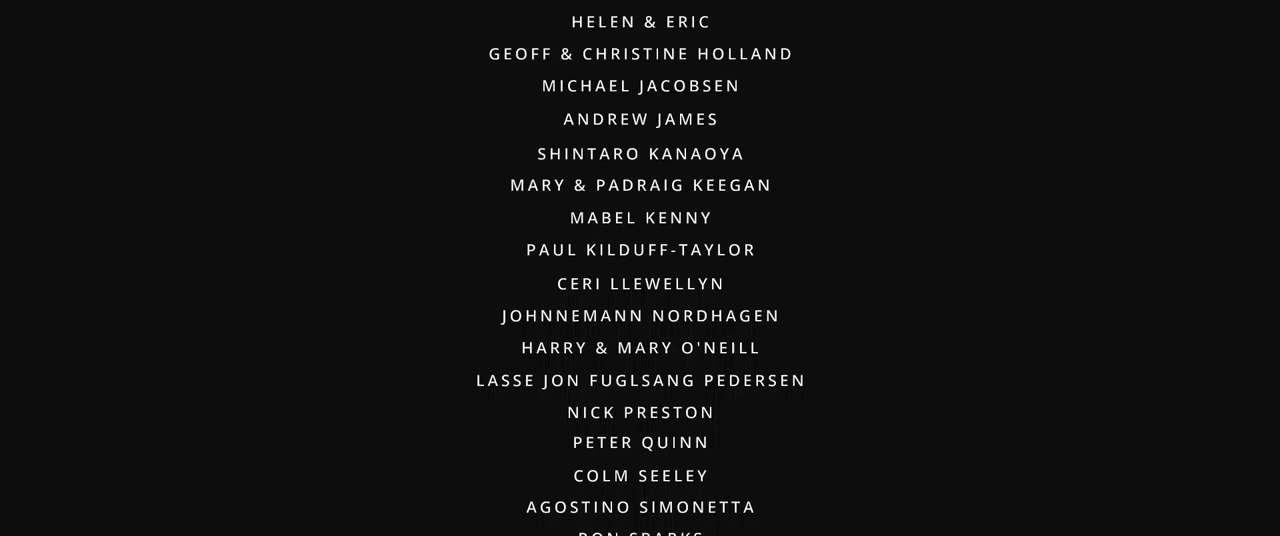 HELEN & ERIC
GEOFF & CHRISTINE HOLLAND
MICHAEL JACOBSEN
ANDREW JAMES
SHINTARO KANAOYA
MARY & PADRAIG KEEGAN
MABEL KENNY
PAUL KILDUFF-TAYLOR
CERI LLEWELLYN
JOHNNEMANN NORDHAGEN
HARRY & MARY O'NEILL
LASSE JON FUGLSANG PEDERSEN
NICK PRESTON
PETER QUINN
COLM SEELEY
AGOSTINO SIMONETTA